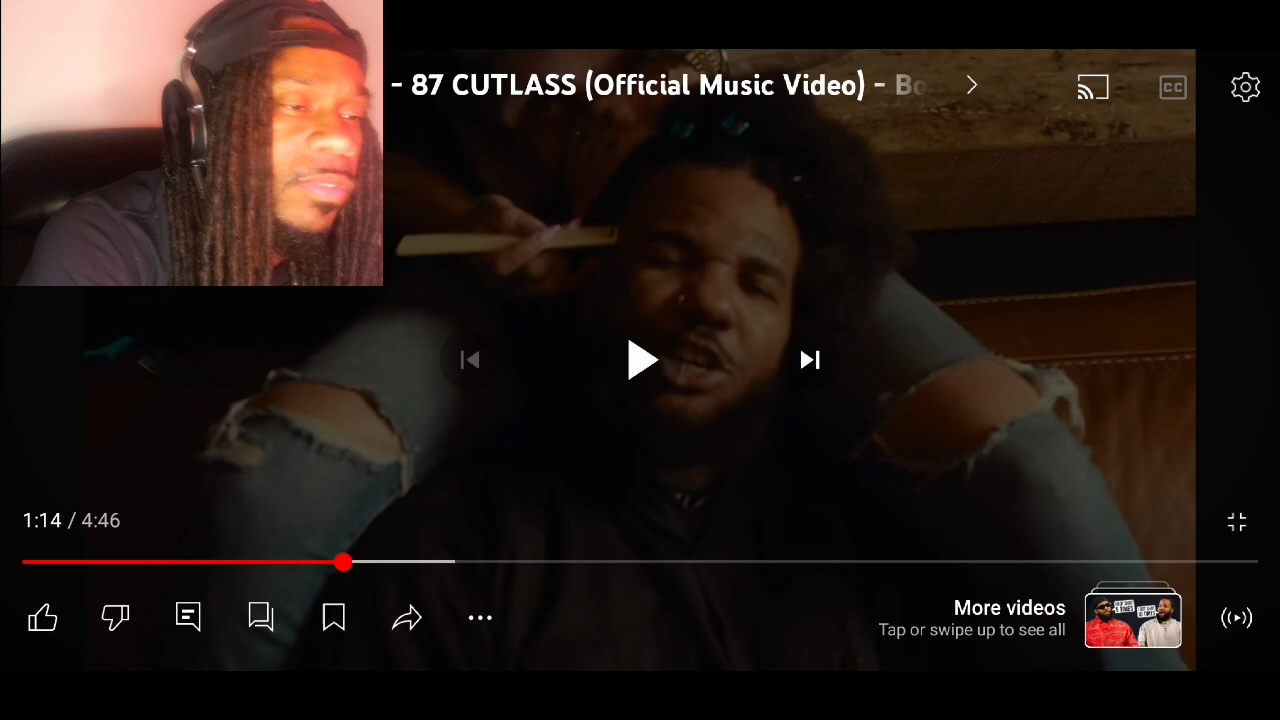 - 87 CUTLASS (Official Music Video) - Bo
CC
1:14 / 4:46
More videos
Tap or swipe up to see all